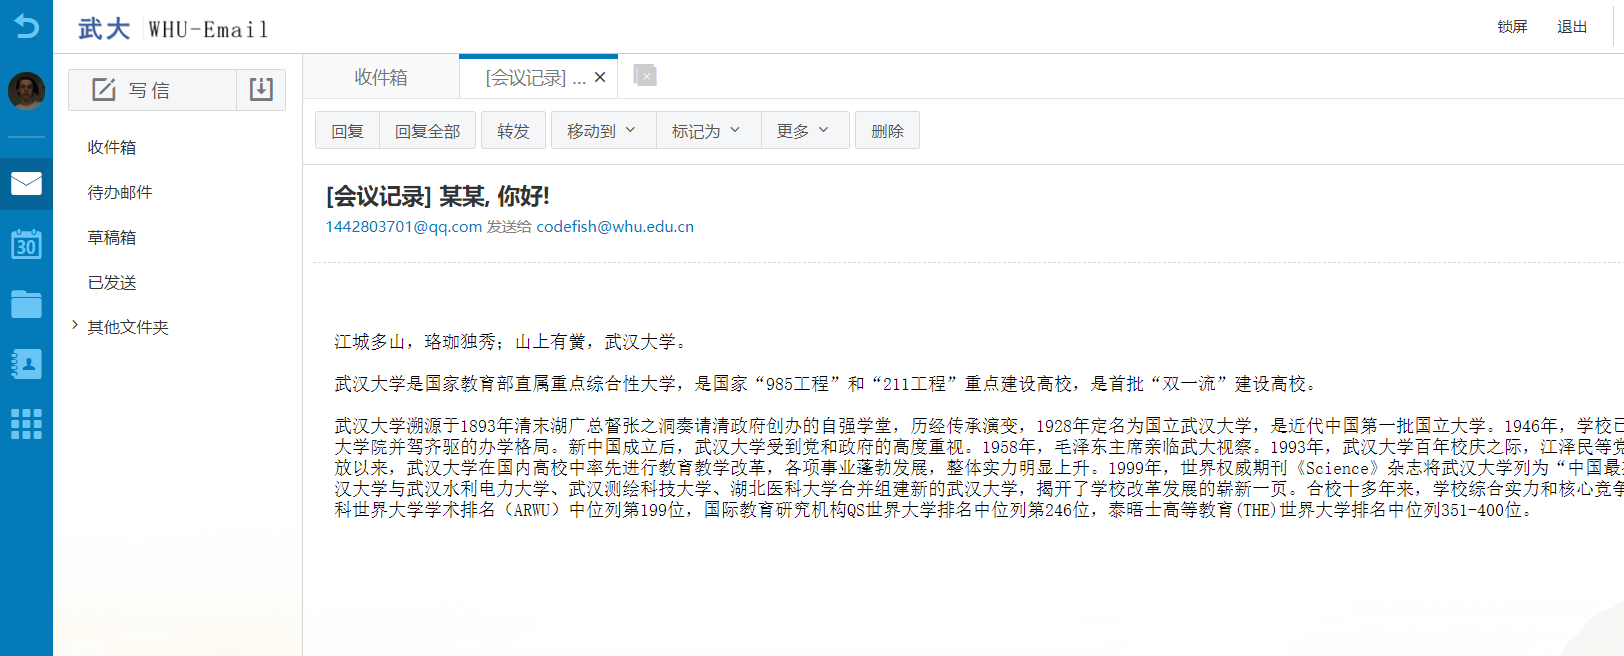 武大 WHU-Email
锁屏 退出
写信
收件箱
待办邮件
草稿箱
已发送
其他文件夹
30
收件箱 [会议记录] ...
回复 回复全部 转发 移动到 标记为 更多 删除
[会议记录] 某某, 你好!
1442803701@qq.com 发送给 codefish@whu.edu.cn
江城多山，珞珈独秀；山上有黉，武汉大学。
武汉大学是国家教育部直属重点综合性大学，是国家“985工程”和“211工程”重点建设高校，是首批“双一流”建设高校。
武汉大学溯源于1893年清末湖广总督张之洞奏请清政府创办的自强学堂，历经传承演变，1928年定名为国立武汉大学，是近代中国第一批国立大学。1946年，学校已
大学院并驾齐驱的办学格局。新中国成立后，武汉大学受到党和政府的高度重视。1958年，毛泽东主席亲临武大视察。1993年，武汉大学百年校庆之际，江泽民等党
放以来，武汉大学在国内高校中率先进行教育教学改革，各项事业蓬勃发展，整体实力明显上升。1999年，世界权威期刊《Science》杂志将武汉大学列为“中国最
汉大学与武汉水利电力大学、武汉测绘科技大学、湖北医科大学合并组建新的武汉大学，揭开了学校改革发展的崭新一页。合校十多年来，学校综合实力和核心竞争
科世界大学学术排名（ARWU）中位列第199位，国际教育研究机构QS世界大学排名中位列第246位，泰晤士高等教育(THE)世界大学排名中位列351-400位。